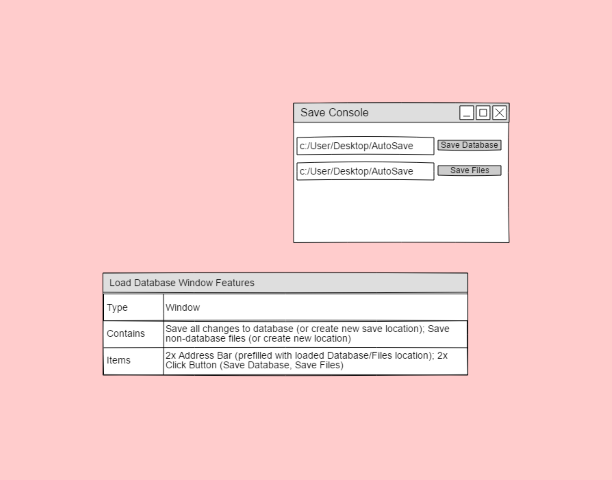 Save Console
c:/User/Desktop/AutoSave
Save Database
c:/User/Desktop/AutoSave
Save Files
Load Database Window Features
Type
Window
Contains
Save all changes to database (or create new save location); Save
non-database files (or create new location)
Items
2x Address Bar (prefilled with loaded Database/Files location); 2x
Click Button (Save Database, Save Files)